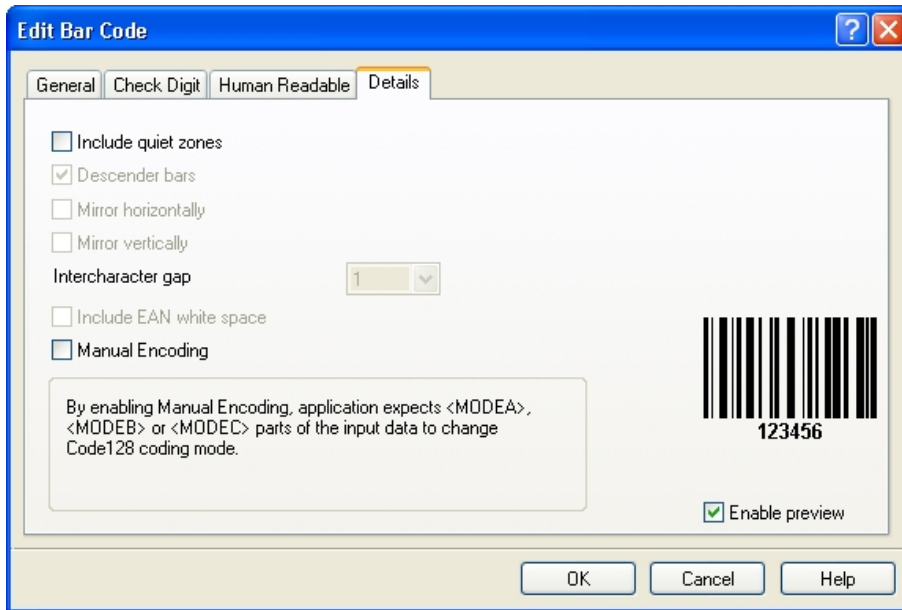 Edit Bar Code
General
Check Digit
Human Readable
Details
Include quiet zones
Descender bars
Mirror horizontally
Mirror vertically
Intercharacter gap
1
Include EAN white space
Manual Encoding
By enabling Manual Encoding, application expects <MODEA>,
<MODEB> or <MODEC> parts of the input data to change
Code128 coding mode.
123456
Enable preview
OK
Cancel
Help